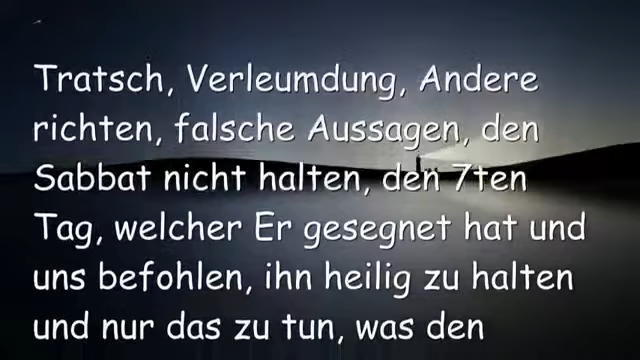 Tratsch, Verleumdung, Andere
richten, falsche Aussagen, den
Sabbat nicht halten, den 7ten
Tag, welcher Er gesegnet hat und
uns befohlen, ihn heilig zu halten
und nur das zu tun, was den